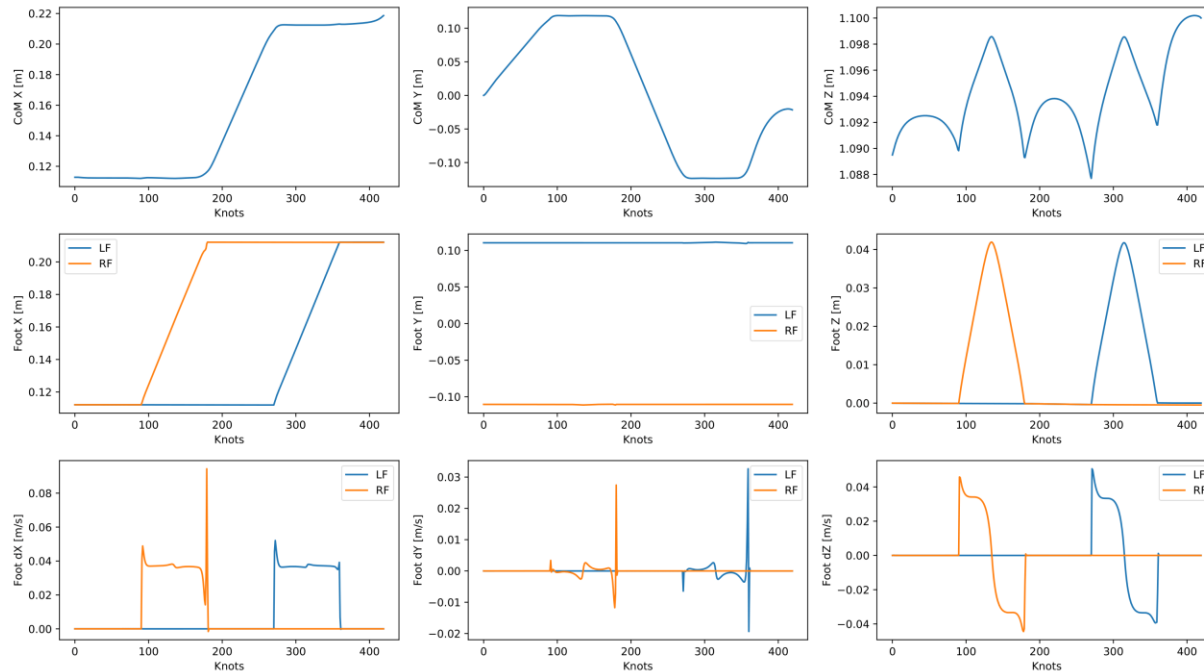 CoM X [m]
0.22
0.20
0.18
0.16
0.14
0.12
0 100 200 300 400
Knots
CoM Y [m]
0.10
0.05
0.00
−0.05
−0.10
0 100 200 300 400
Knots
CoM Z [m]
1.100
1.098
1.096
1.094
1.092
1.090
1.088
0 100 200 300 400
Knots
Foot X [m]
0.20
0.18
0.16
0.14
0.12
LF
RF
0 100 200 300 400
Knots
Foot Y [m]
0.10
0.05
0.00
−0.05
−0.10
LF
RF
0 100 200 300 400
Knots
Foot Z [m]
0.04
0.03
0.02
0.01
0.00
LF
RF
0 100 200 300 400
Knots
Foot dX [m/s]
0.08
0.06
0.04
0.02
0.00
LF
RF
0 100 200 300 400
Knots
Foot dY [m/s]
0.03
0.02
0.01
0.00
−0.01
−0.02
LF
RF
0 100 200 300 400
Knots
Foot dZ [m/s]
0.04
0.02
0.00
−0.02
−0.04
LF
RF
0 100 200 300 400
Knots